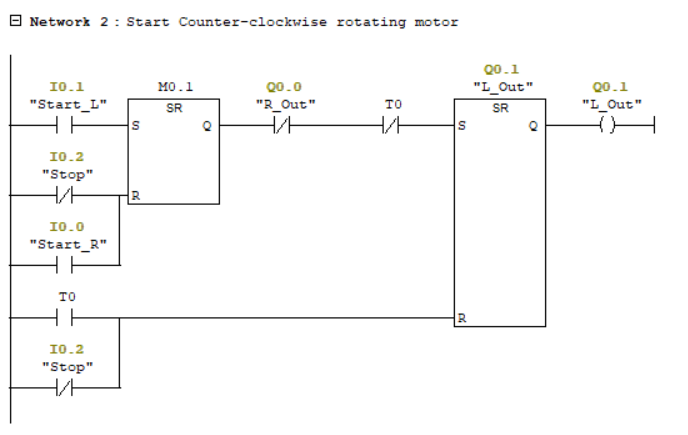 Network 2 : Start Counter-clockwise rotating motor
Q0.1
I0.1 M0.1 Q0.0 "L_Out" Q0.1
"Start_L" SR "R_Out" T0 SR "L_Out"
S Q S Q
I0.2
"Stop"
R
I0.0
"Start_R"
T0
R
I0.2
"Stop"